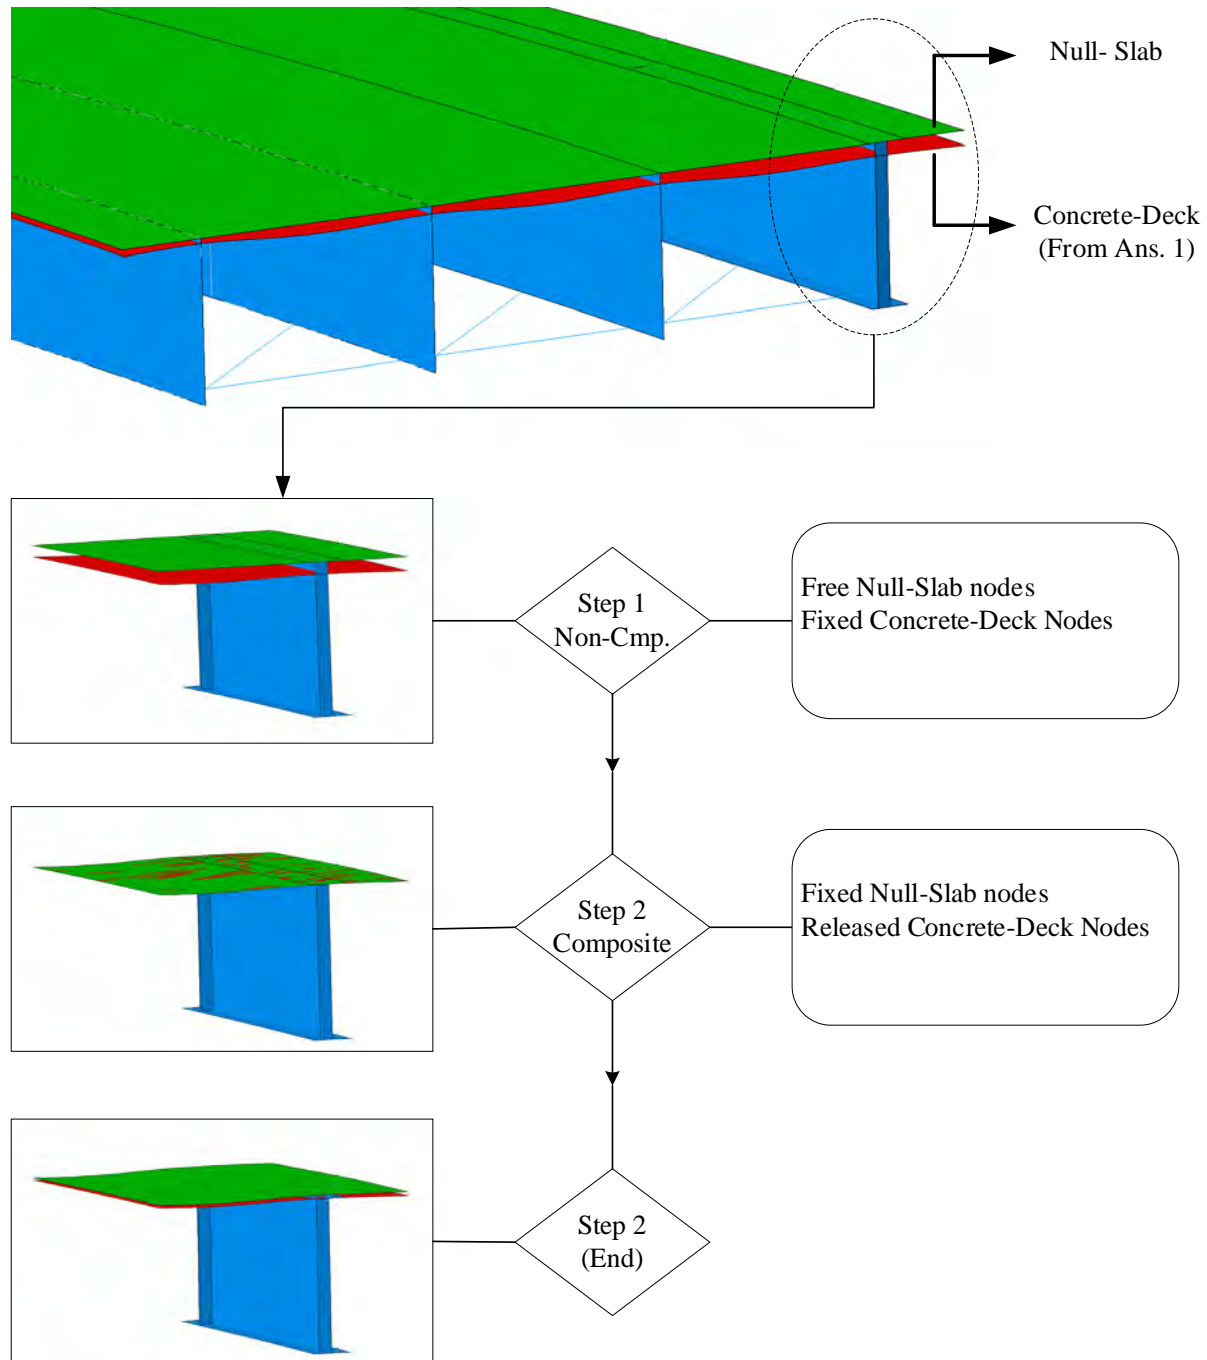 Null- Slab
Concrete-Deck
(From Ans. 1)
Step 1
Non-Cmp.
Free Null-Slab nodes
Fixed Concrete-Deck Nodes
Step 2
Composite
Fixed Null-Slab nodes
Released Concrete-Deck Nodes
Step 2
(End)